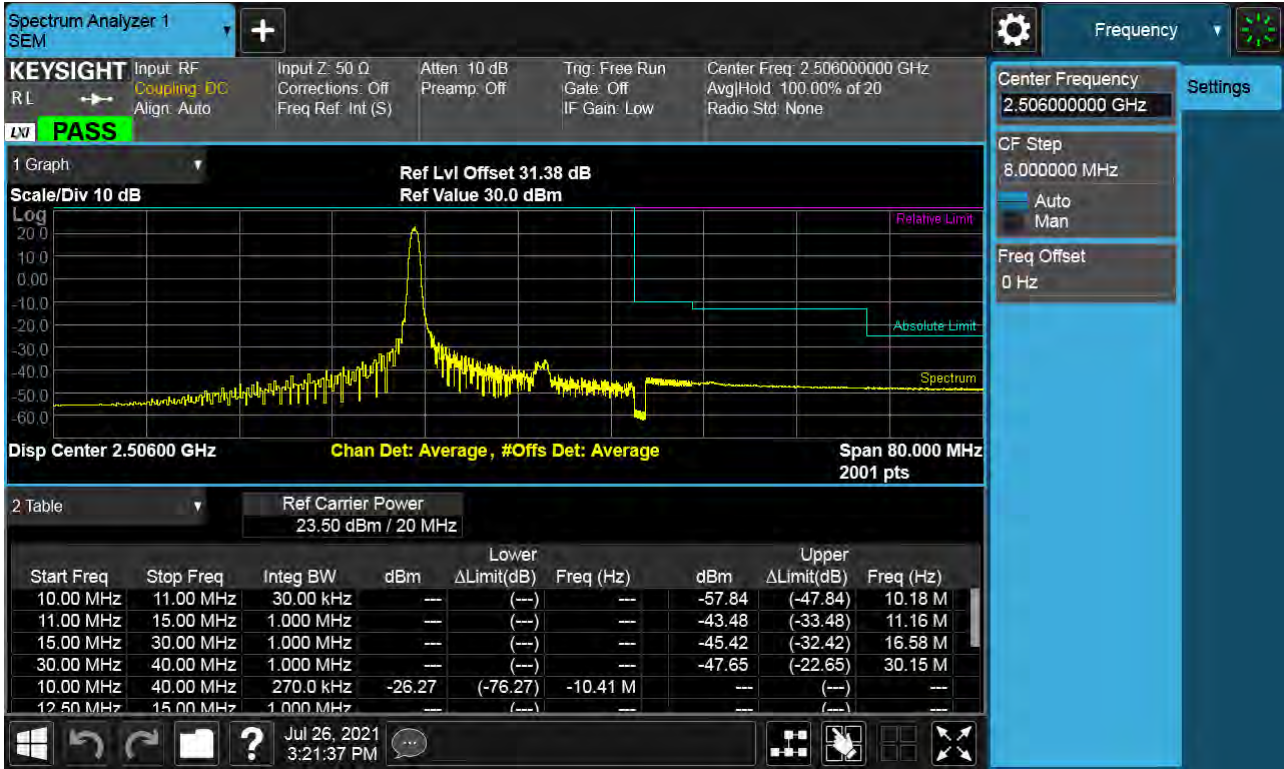 Spectrum Analyzer 1
SEM
Frequency
KEYSIGHT
RL
LXI
PASS
Input: RF
Coupling: DC
Align: Auto
Input Z: 50 Ω
Corrections: Off
Freq Ref: Int (S)
Atten: 10 dB
Preamp: Off
Trig: Free Run
Gate: Off
IF Gain: Low
Center Freq: 2.506000000 GHz
Avg|Hold: 100.00% of 20
Radio Std: None
Center Frequency
2.506000000 GHz
Settings
CF Step
8.000000 MHz
Auto
Man
Freq Offset
0 Hz
1 Graph
Scale/Div 10 dB
Ref Lvl Offset 31.38 dB
Ref Value 30.0 dBm
Log
20.0
10.0
0.00
-10.0
-20.0
-30.0
-40.0
-50.0
-60.0
Relative Limit
Absolute Limit
Spectrum
Disp Center 2.50600 GHz
Chan Det: Average , #Offs Det: Average
Span 80.000 MHz
2001 pts
2 Table
Ref Carrier Power
23.50 dBm / 20 MHz
Lower Upper
Start Freq Stop Freq Integ BW dBm ΔLimit(dB) Freq (Hz) dBm ΔLimit(dB) Freq (Hz)
10.00 MHz 11.00 MHz 30.00 kHz --- (---) --- -57.84 (-47.84) 10.18 M
11.00 MHz 15.00 MHz 1.000 MHz --- (---) --- -43.48 (-33.48) 11.16 M
15.00 MHz 30.00 MHz 1.000 MHz --- (---) --- -45.42 (-32.42) 16.58 M
30.00 MHz 40.00 MHz 1.000 MHz --- (---) --- -47.65 (-22.65) 30.15 M
10.00 MHz 40.00 MHz 270.0 kHz -26.27 (-76.27) -10.41 M --- (---) ---
12.50 MHz 15.00 MHz 1.000 MHz --- (---) --- --- (---) ---
Jul 26, 2021
3:21:37 PM